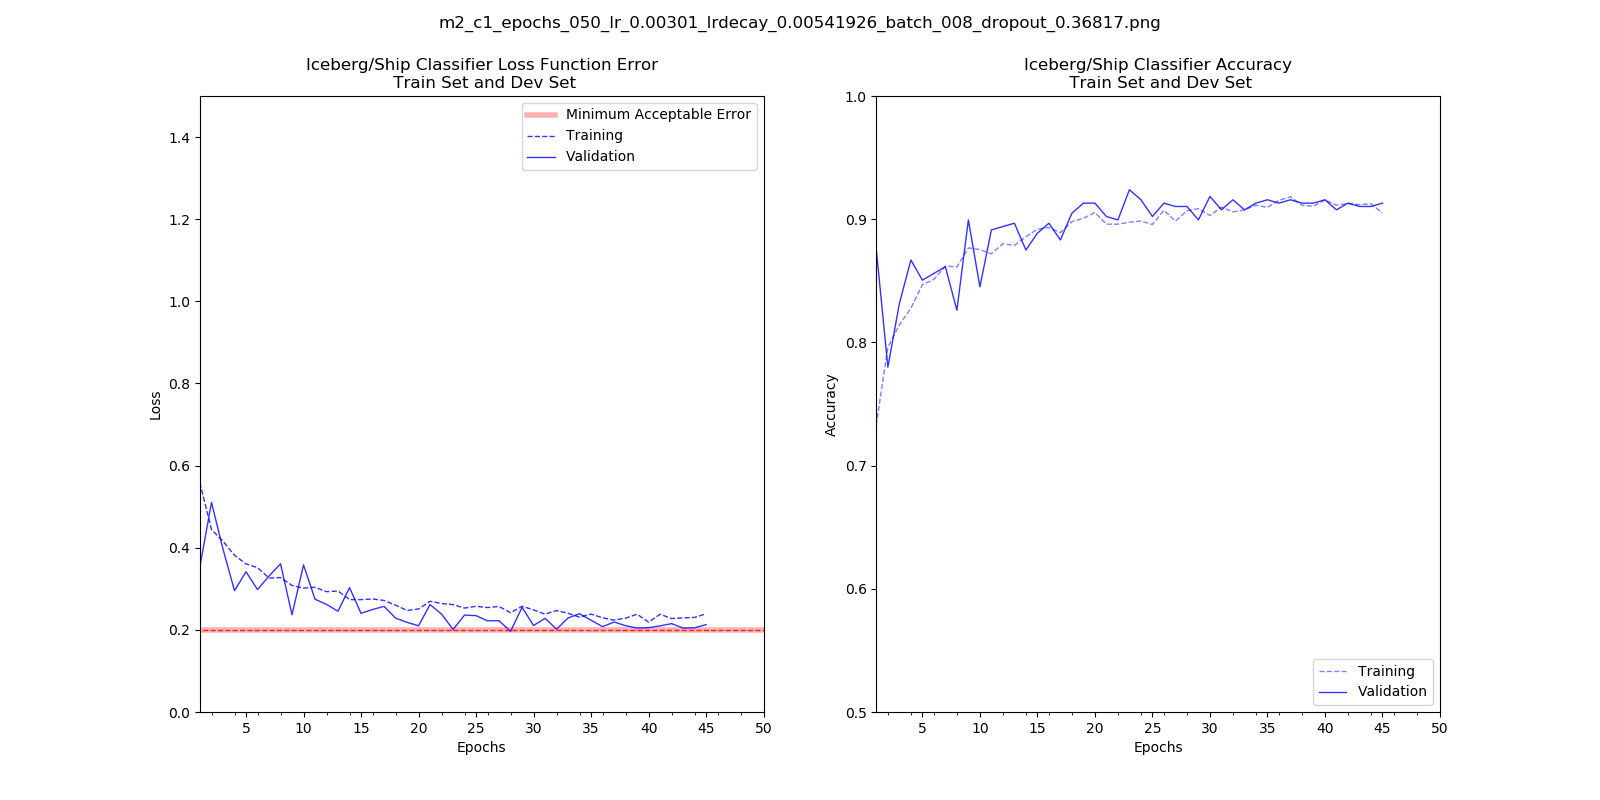 m2_c1_epochs_050_lr_0.00301_lrdecay_0.00541926_batch_008_dropout_0.36817.png
Iceberg/Ship Classifier Loss Function Error
Train Set and Dev Set
1.4
1.2
1.0
0.8
0.6
0.4
0.2
0.0
Loss
Minimum Acceptable Error
Training
Validation
5 10 15 20 25 30 35 40 45 50
Epochs
Iceberg/Ship Classifier Accuracy
Train Set and Dev Set
1.0
0.9
0.8
0.7
0.6
0.5
Accuracy
Training
Validation
5 10 15 20 25 30 35 40 45 50
Epochs